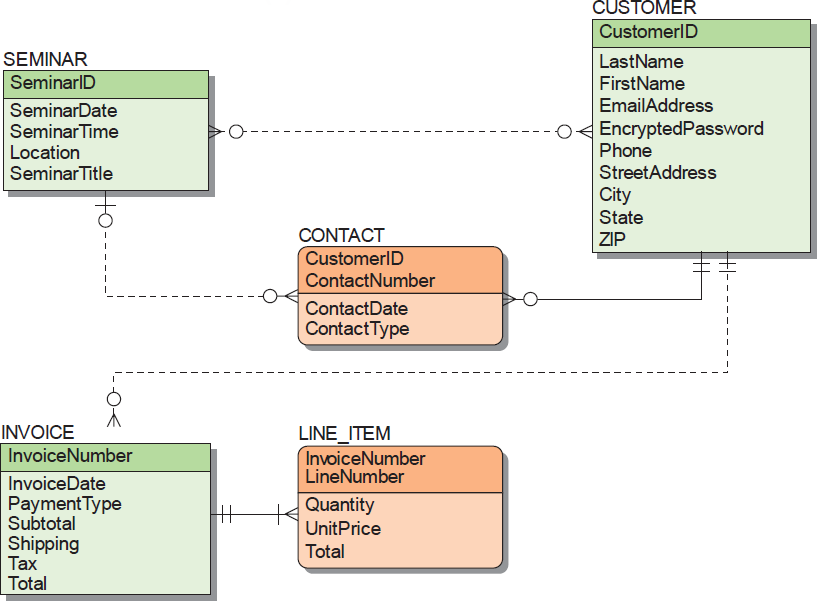 CUSTOMER
CustomerID
LastName
FirstName
EmailAddress
EncryptedPassword
Phone
StreetAddress
City
State
ZIP
SEMINAR
SeminarID
SeminarDate
SeminarTime
Location
SeminarTitle
CONTACT
CustomerID
ContactNumber
ContactDate
ContactType
INVOICE
InvoiceNumber
InvoiceDate
PaymentType
Subtotal
Shipping
Tax
Total
LINE_ITEM
InvoiceNumber
LineNumber
Quantity
UnitPrice
Total